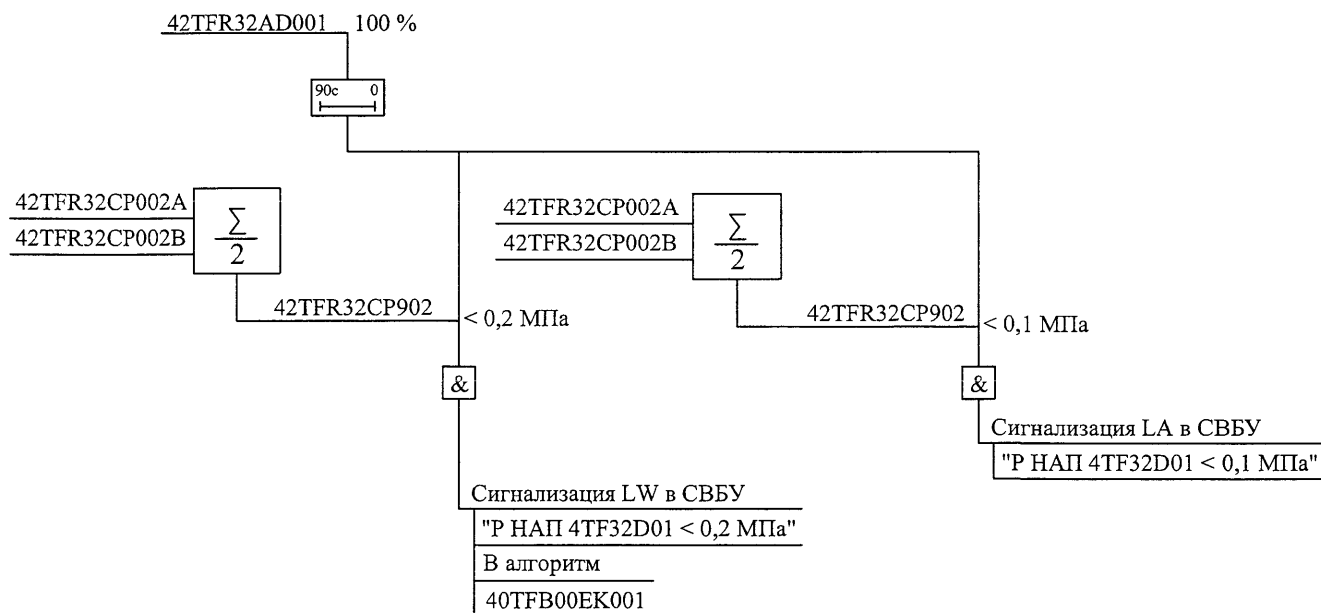 42TFR32AD001 100 %
90с 0
42TFR32CP002A
42TFR32CP002B
Σ
2
42TFR32CP902
< 0,2 МПа
&
Сигнализация LW в СВБУ
"Р НАП 4TF32D01 < 0,2 МПа"
В алгоритм
40TFB00EK001
42TFR32CP002A
42TFR32CP002B
Σ
2
42TFR32CP902
< 0,1 МПа
&
Сигнализация LA в СВБУ
"Р НАП 4TF32D01 < 0,1 МПа"